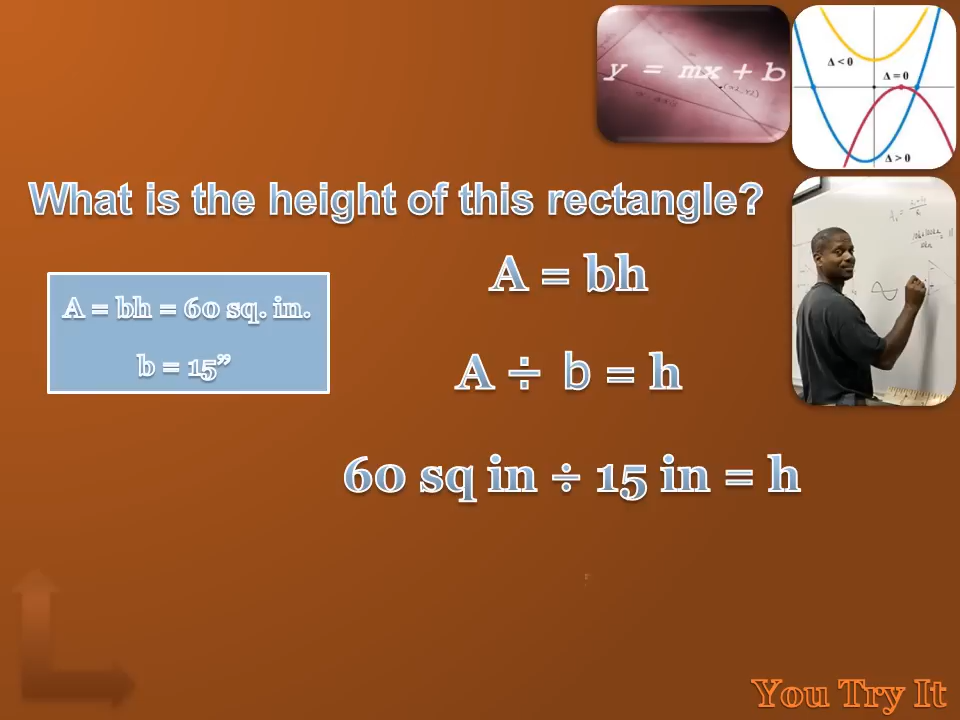 y = mx + b
Δ < 0
Δ = 0
Δ > 0
What is the height of this rectangle?
A = bh = 60 sq. in.
b = 15”
A = bh
A ÷ b = h
60 sq in ÷ 15 in = h
You Try It